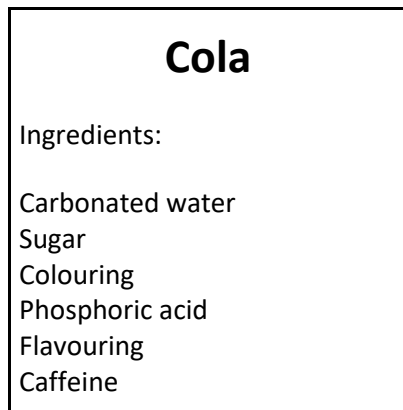 Cola
Ingredients:
Carbonated water
Sugar
Colouring
Phosphoric acid
Flavouring
Caffeine